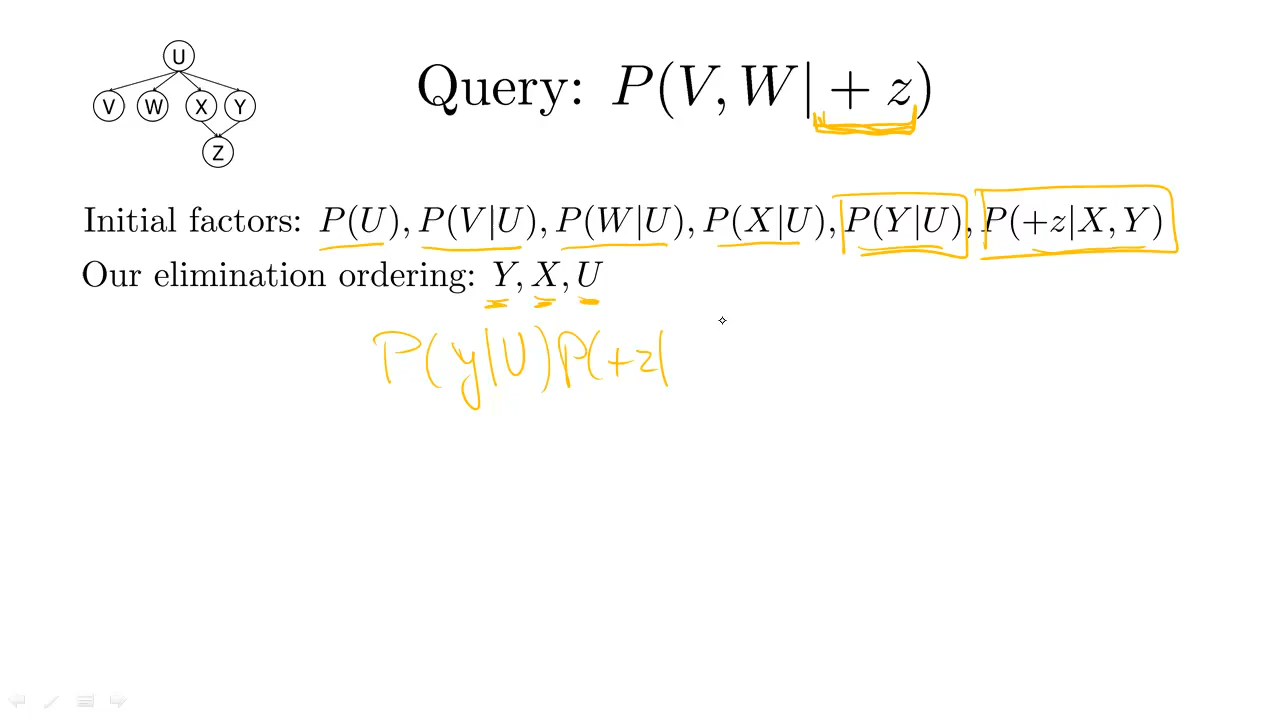 U
V W X Y
Z
Query: P(V, W| + z)
Initial factors: P(U), P(V|U), P(W|U), P(X|U), P(Y|U), P(+z|X, Y)
Our elimination ordering: Y, X, U
P(y|U)P(+z|